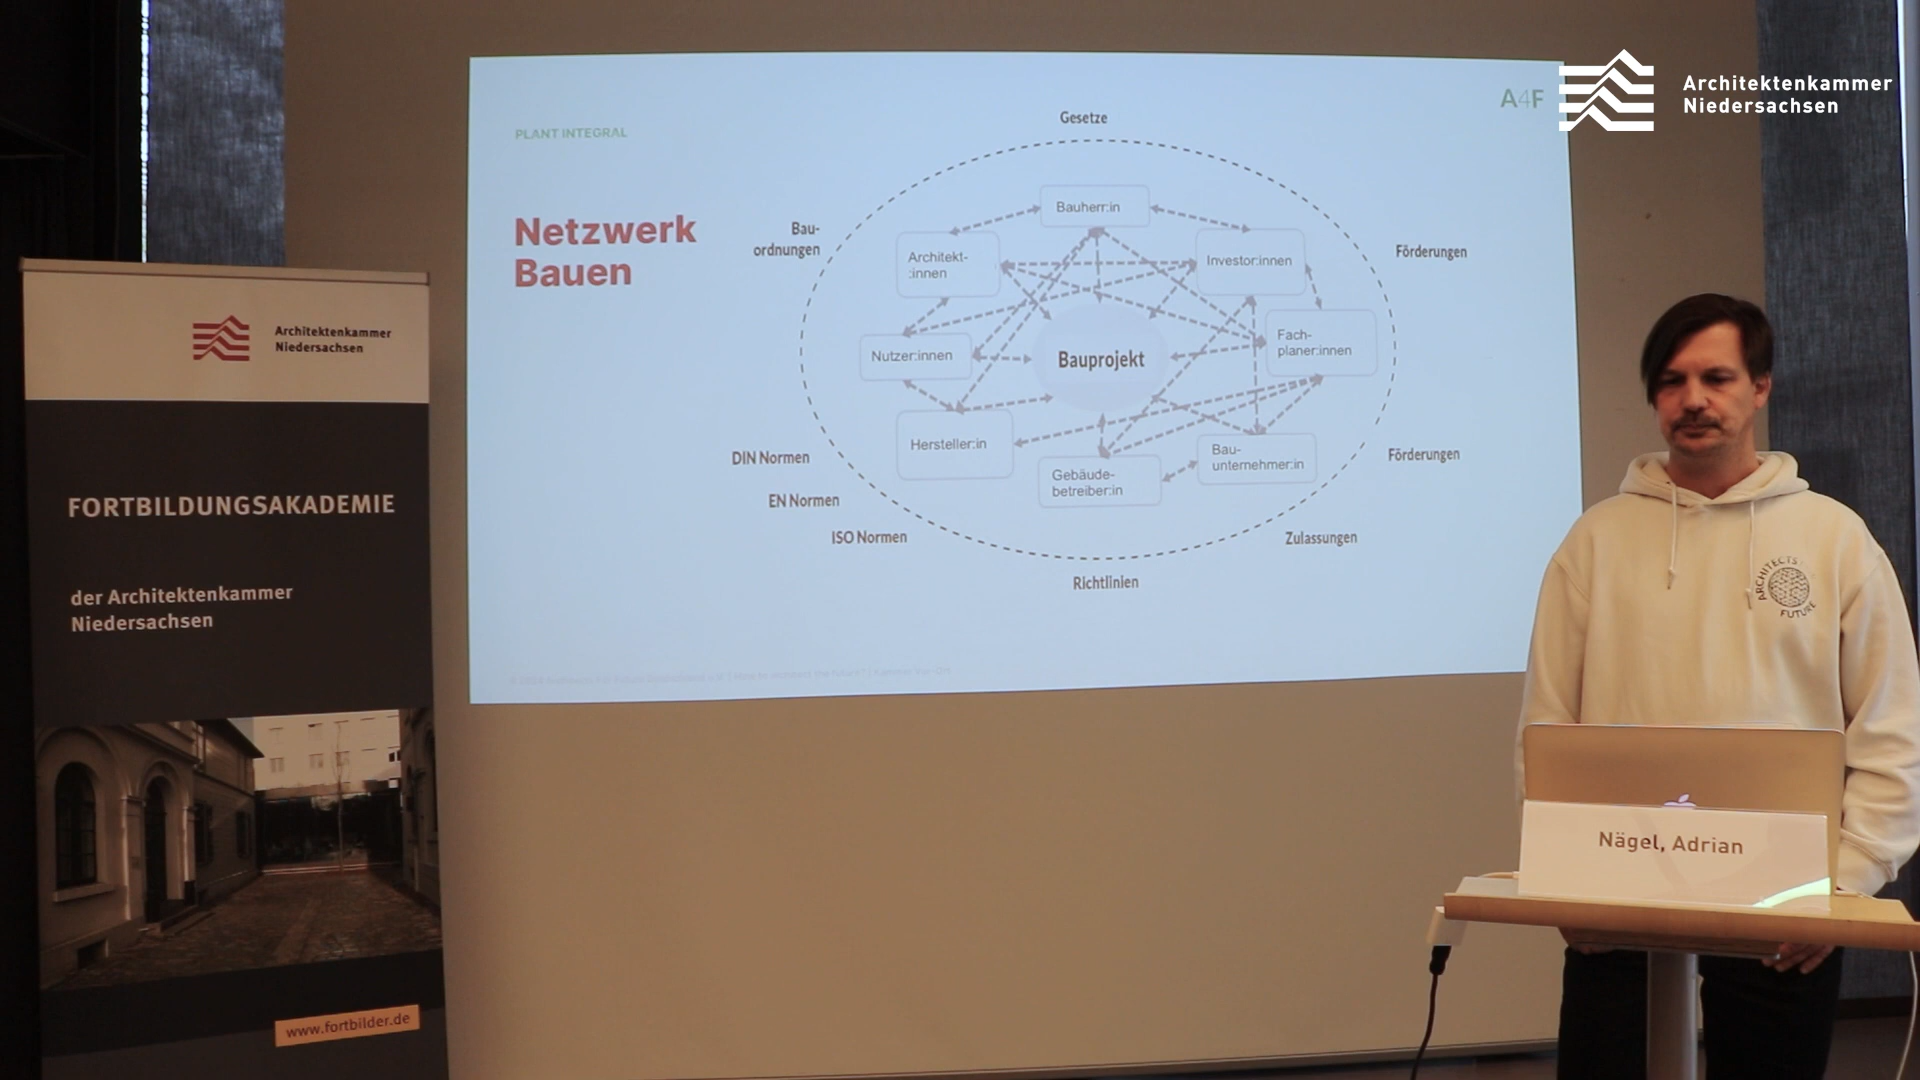 Architektenkammer
Niedersachsen
A4F
PLANT INTEGRAL
Netzwerk
Bauen
Gesetze
Bau-
ordnungen
Förderungen
Bauherr:in
Architekt-
:innen
Investor:innen
Nutzer:innen
Bauprojekt
Fach-
planer:innen
Hersteller:in
Gebäude-
betreiber:in
Bau-
unternehmer:in
DIN Normen
EN Normen
ISO Normen
Richtlinien
Zulassungen
Förderungen
Architektenkammer
Niedersachsen
FORTBILDUNGSAKADEMIE
der Architektenkammer
Niedersachsen
www.fortbilder.de
ARCHITECTS
FUTURE
Nägel, Adrian